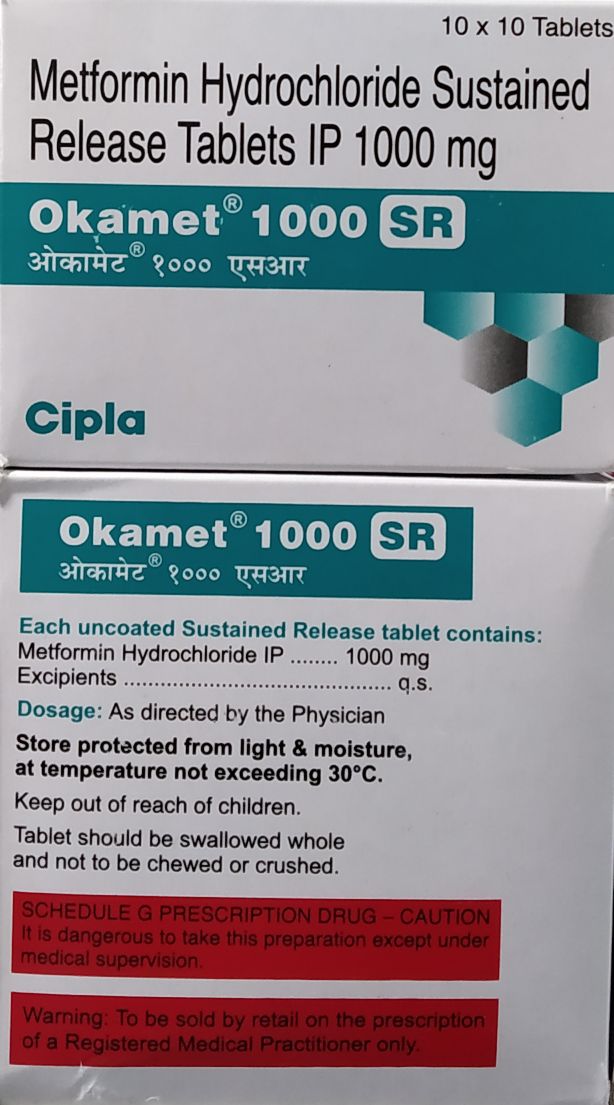 10 x 10 Tablets
Metformin Hydrochloride Sustained
Release Tablets IP 1000 mg
Okamet® 1000 SR
ओकामेट® १००० एसआर
Cipla
Okamet® 1000 SR
ओकामेट® १००० एसआर
Each uncoated Sustained Release tablet contains:
Metformin Hydrochloride IP ........ 1000 mg
Excipients ............................................ q.s.
Dosage: As directed by the Physician
Store protected from light & moisture,
at temperature not exceeding 30°C.
Keep out of reach of children.
Tablet should be swallowed whole
and not to be chewed or crushed.
SCHEDULE G PRESCRIPTION DRUG – CAUTION
It is dangerous to take this preparation except under
medical supervision.
Warning: To be sold by retail on the prescription
of a Registered Medical Practitioner only.